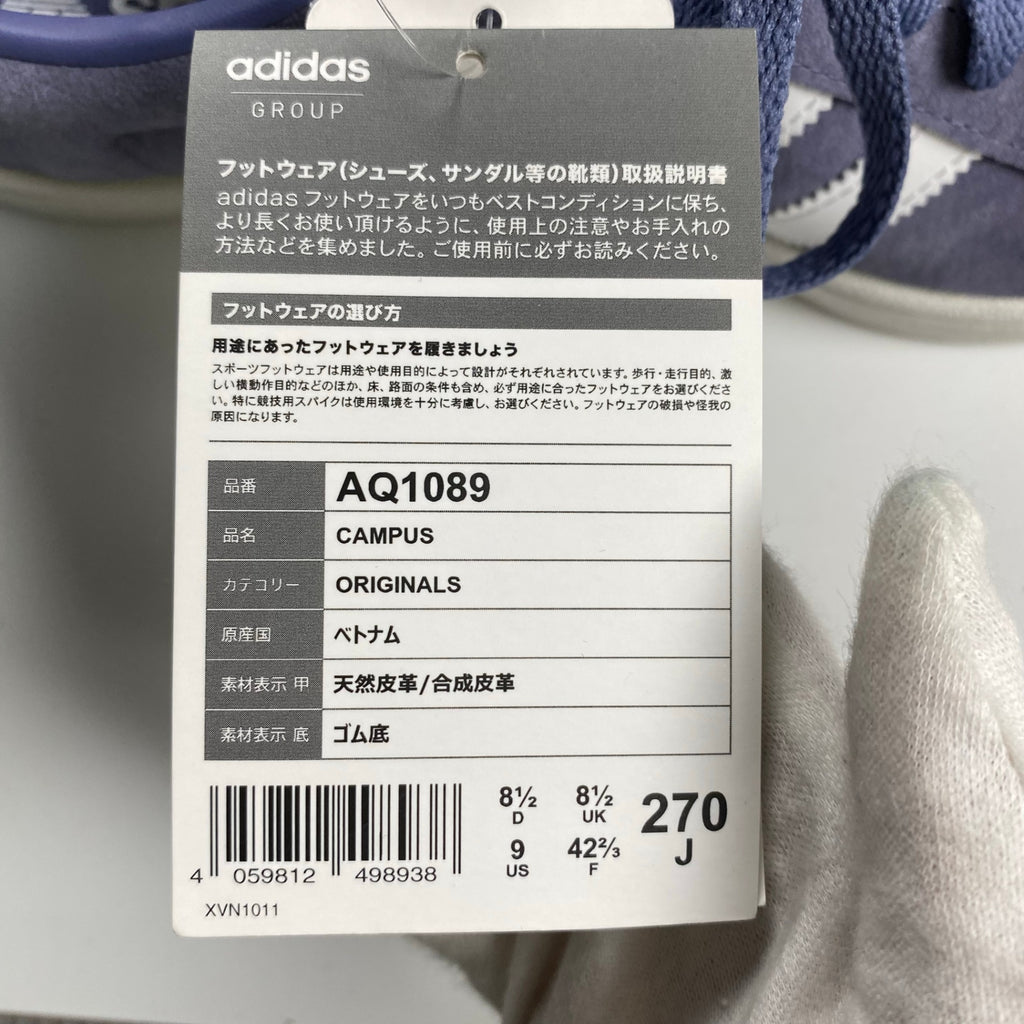 adidas
GROUP
フットウェア(シューズ、サンダル等の靴類)取扱説明書
adidas フットウェアをいつもベストコンディションに保ち、
より長くお使い頂けるように、使用上の注意やお手入れの
方法などを集めました。ご使用前に必ずお読みください。
フットウェアの選び方
用途にあったフットウェアを履きましょう
スポーツフットウェアは用途や使用目的によって設計がそれぞれされています。歩行・走行目的、激
しい横動作目的などのほか、床、路面の条件も含め、必ず用途に合ったフットウェアをお選びくださ
い。特に競技用スパイクは使用環境を十分に考慮し、お選びください。フットウェアの破損や怪我の
原因になります。
品番 AQ1089
品名 CAMPUS
カテゴリー ORIGINALS
原産国 ベトナム
素材表示 甲 天然皮革/合成皮革
素材表示 底 ゴム底
8½ 8½ 270
D UK J
9 42⅔
US F
4 059812 498938
XVN1011